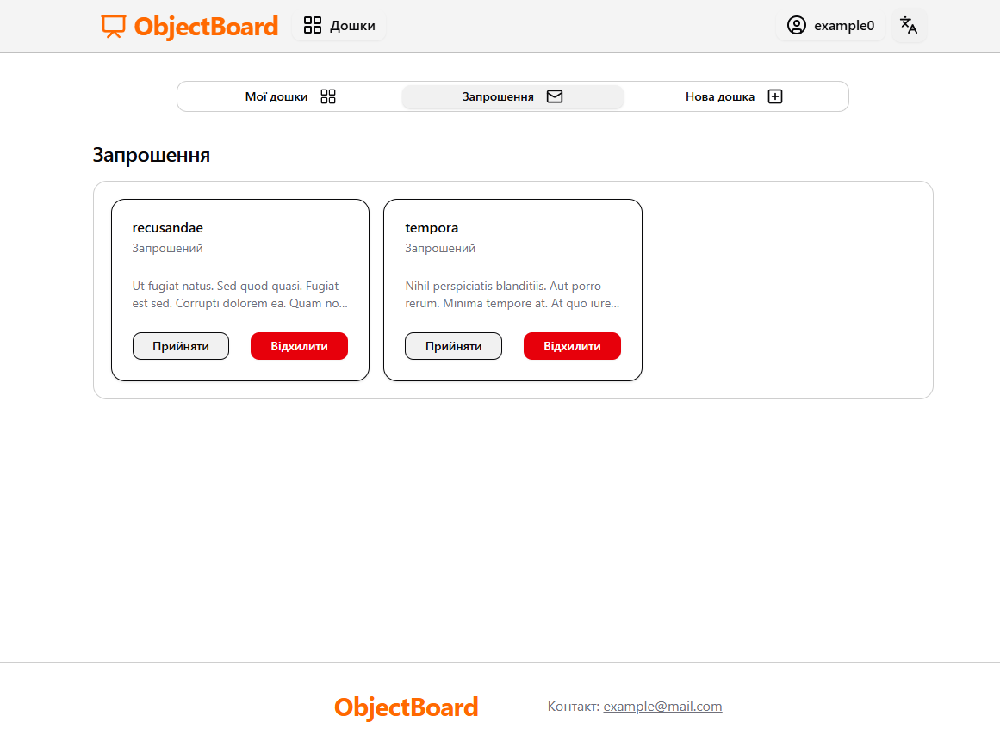 ObjectBoard Дошки example0
Мої дошки Запрошення Нова дошка
Запрошення
recusandae
Запрошений
Ut fugiat natus. Sed quod quasi. Fugiat
est sed. Corrupti dolorem ea. Quam no...
Прийняти Відхилити
tempora
Запрошений
Nihil perspiciatis blanditiis. Aut porro
rerum. Minima tempore at. At quo iure...
Прийняти Відхилити
ObjectBoard Контакт: example@mail.com